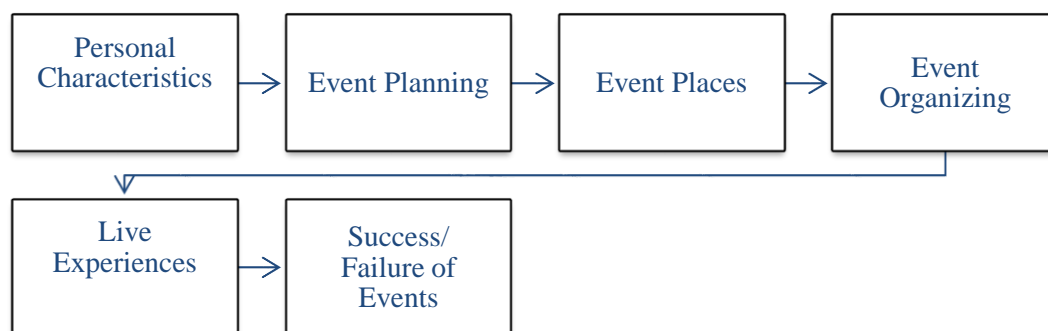 Personal
Characteristics
Event Planning
Event Places
Event
Organizing
Live
Experiences
Success/
Failure of
Events